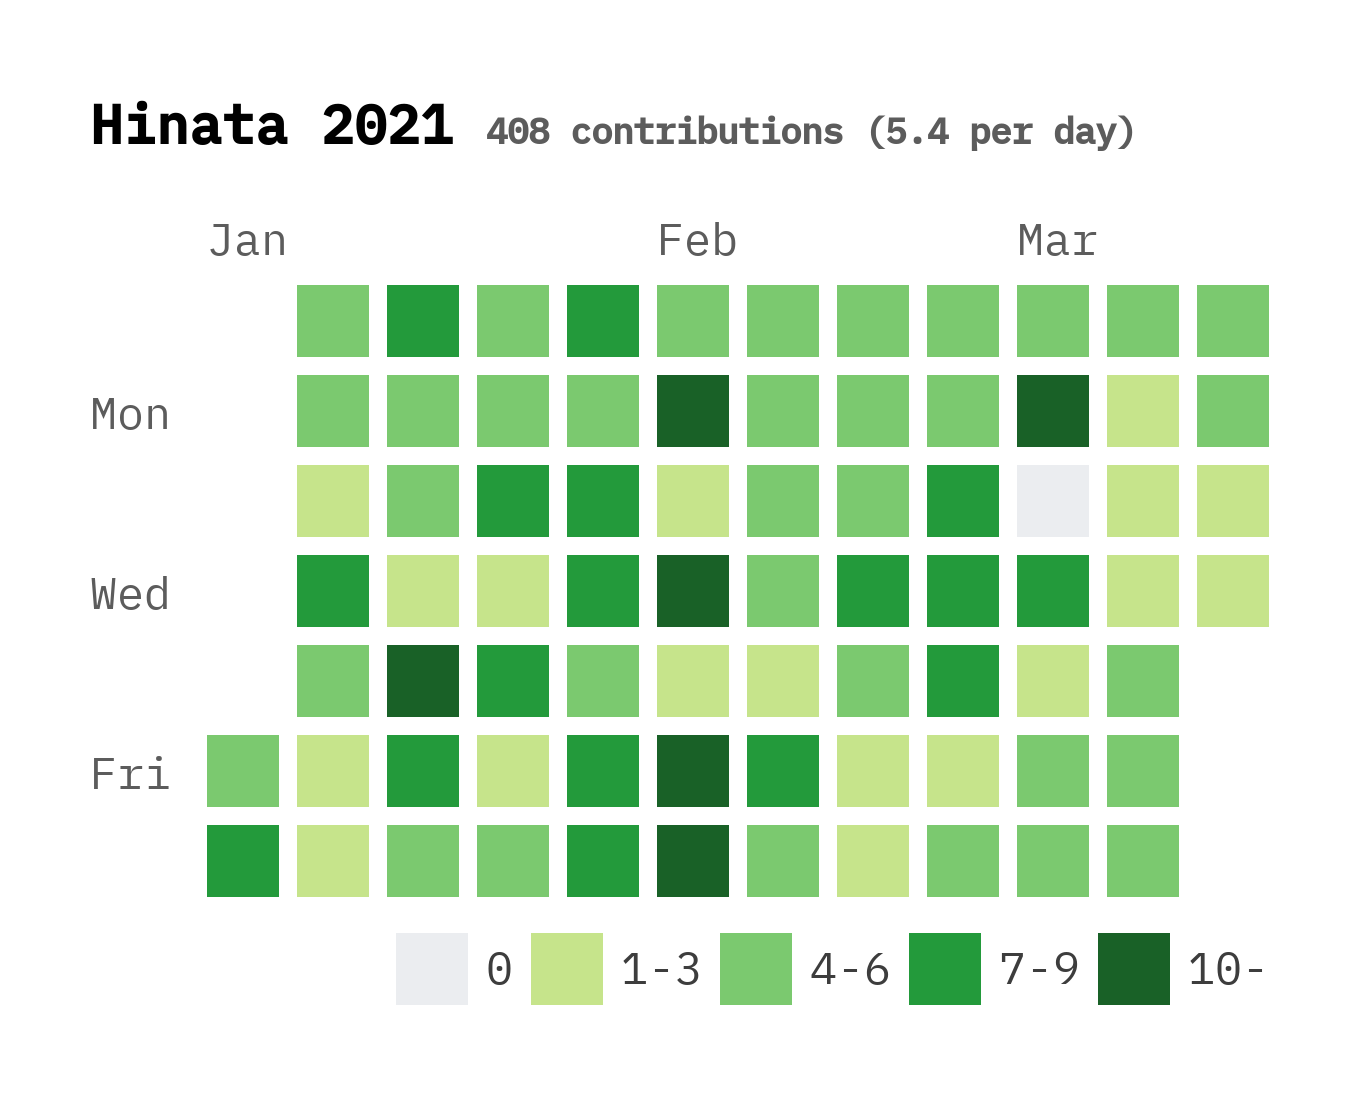 Hinata 2021 408 contributions (5.4 per day)
Jan Feb Mar
Mon
Wed
Fri
0 1-3 4-6 7-9 10-